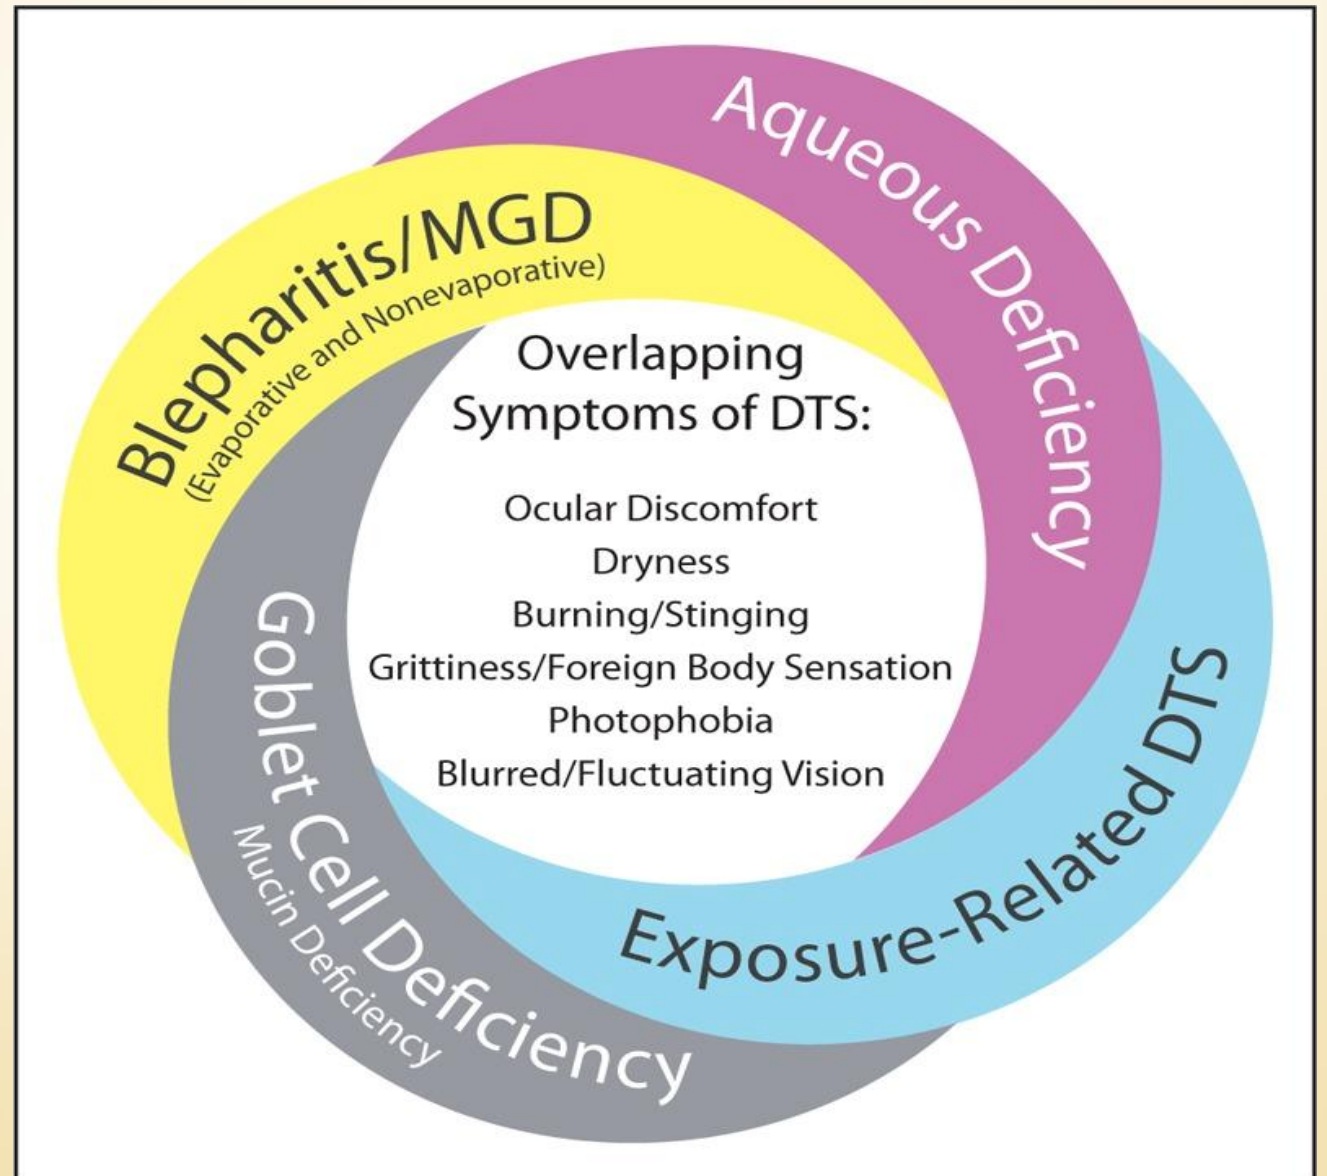 Aqueous Deficiency
Blepharitis/MGD
(Evaporative and Nonevaporative)
Overlapping
Symptoms of DTS:
Ocular Discomfort
Dryness
Burning/Stinging
Grittiness/Foreign Body Sensation
Photophobia
Blurred/Fluctuating Vision
Goblet Cell Deficiency
Mucin Deficiency
Exposure-Related DTS